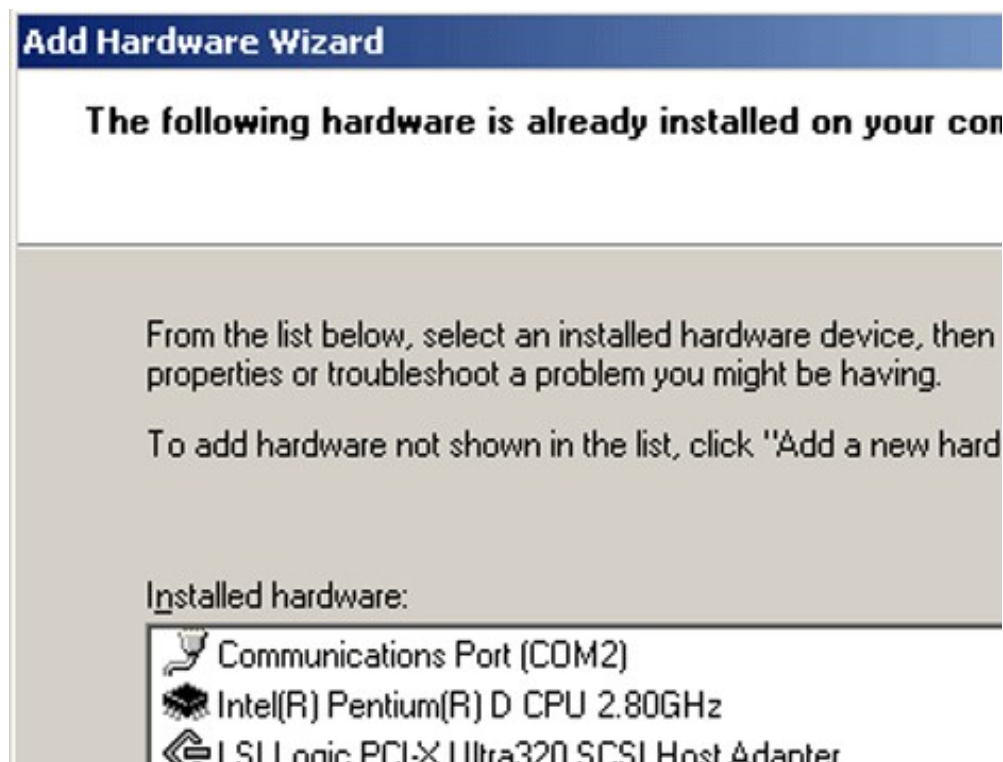 Add Hardware Wizard
The following hardware is already installed on your com
From the list below, select an installed hardware device, then
properties or troubleshoot a problem you might be having.
To add hardware not shown in the list, click "Add a new hard
Installed hardware:
Communications Port (COM2)
Intel(R) Pentium(R) D CPU 2.80GHz
LSI Logic PCI-X Ultra320 SCSI Host Adapter